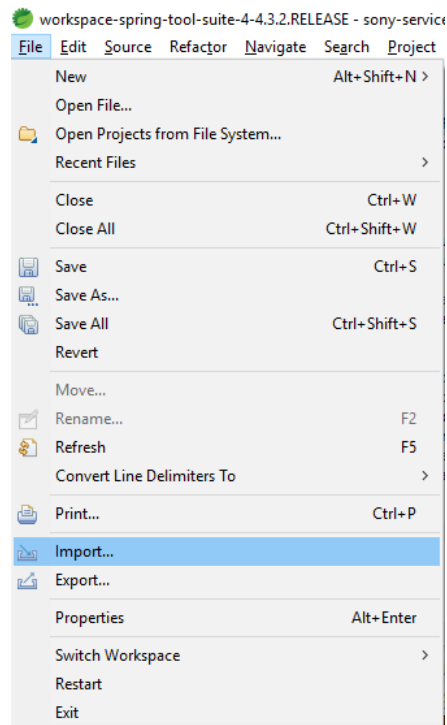 workspace-spring-tool-suite-4-4.3.2.RELEASE - sony-service
File Edit Source Refactor Navigate Search Project
New Alt+Shift+N >
Open File...
Open Projects from File System...
Recent Files >
Close Ctrl+W
Close All Ctrl+Shift+W
Save Ctrl+S
Save As...
Save All Ctrl+Shift+S
Revert
Move...
Rename... F2
Refresh F5
Convert Line Delimiters To >
Print... Ctrl+P
Import...
Export...
Properties Alt+Enter
Switch Workspace >
Restart
Exit